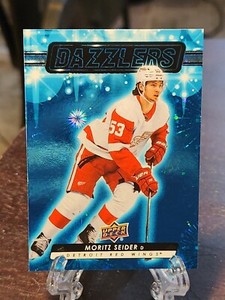 DAZZLERS
53
UPPER DECK
MORITZ SEIDER D
DETROIT RED WINGS